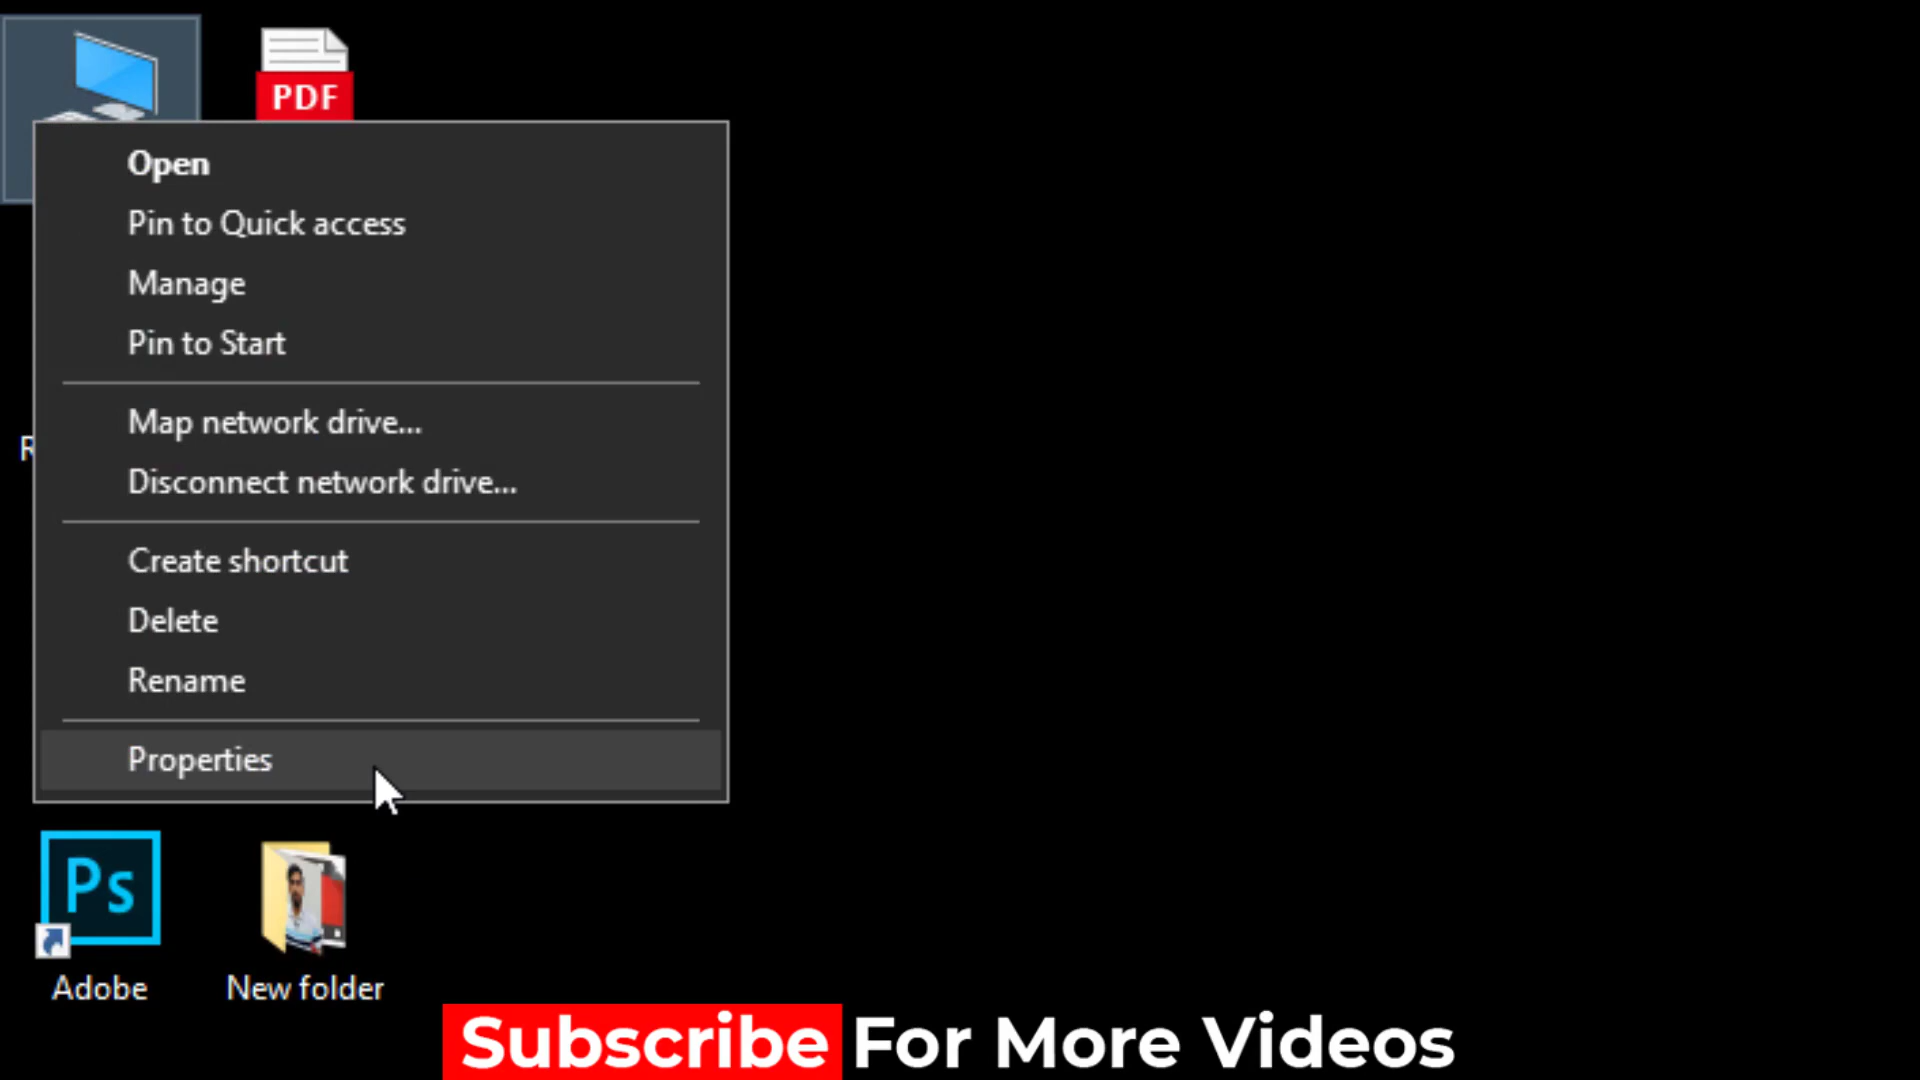 PDF
Open
Pin to Quick access
Manage
Pin to Start
Map network drive...
R
Disconnect network drive...
Create shortcut
Delete
Rename
Properties
Ps
Adobe
New folder
Subscribe For More Videos